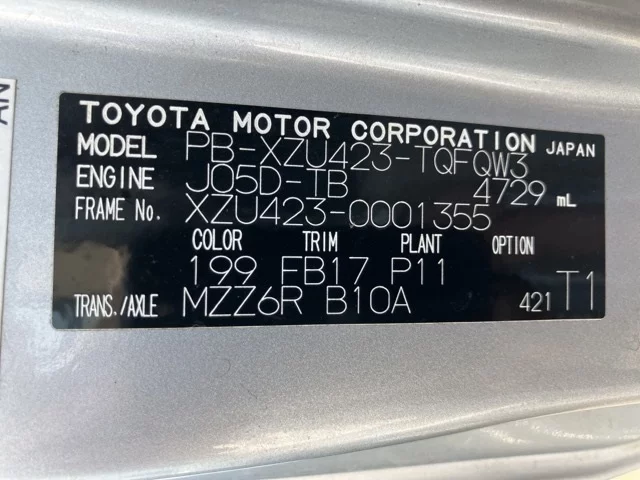 TOYOTA MOTOR CORPORATION JAPAN
MODEL PB-XZU423-TQFQW3
ENGINE J05D-TB 4729 mL
FRAME No. XZU423-0001355
COLOR TRIM PLANT OPTION
199 FB17 P11
TRANS./AXLE MZZ6R B10A 421 T1
AN